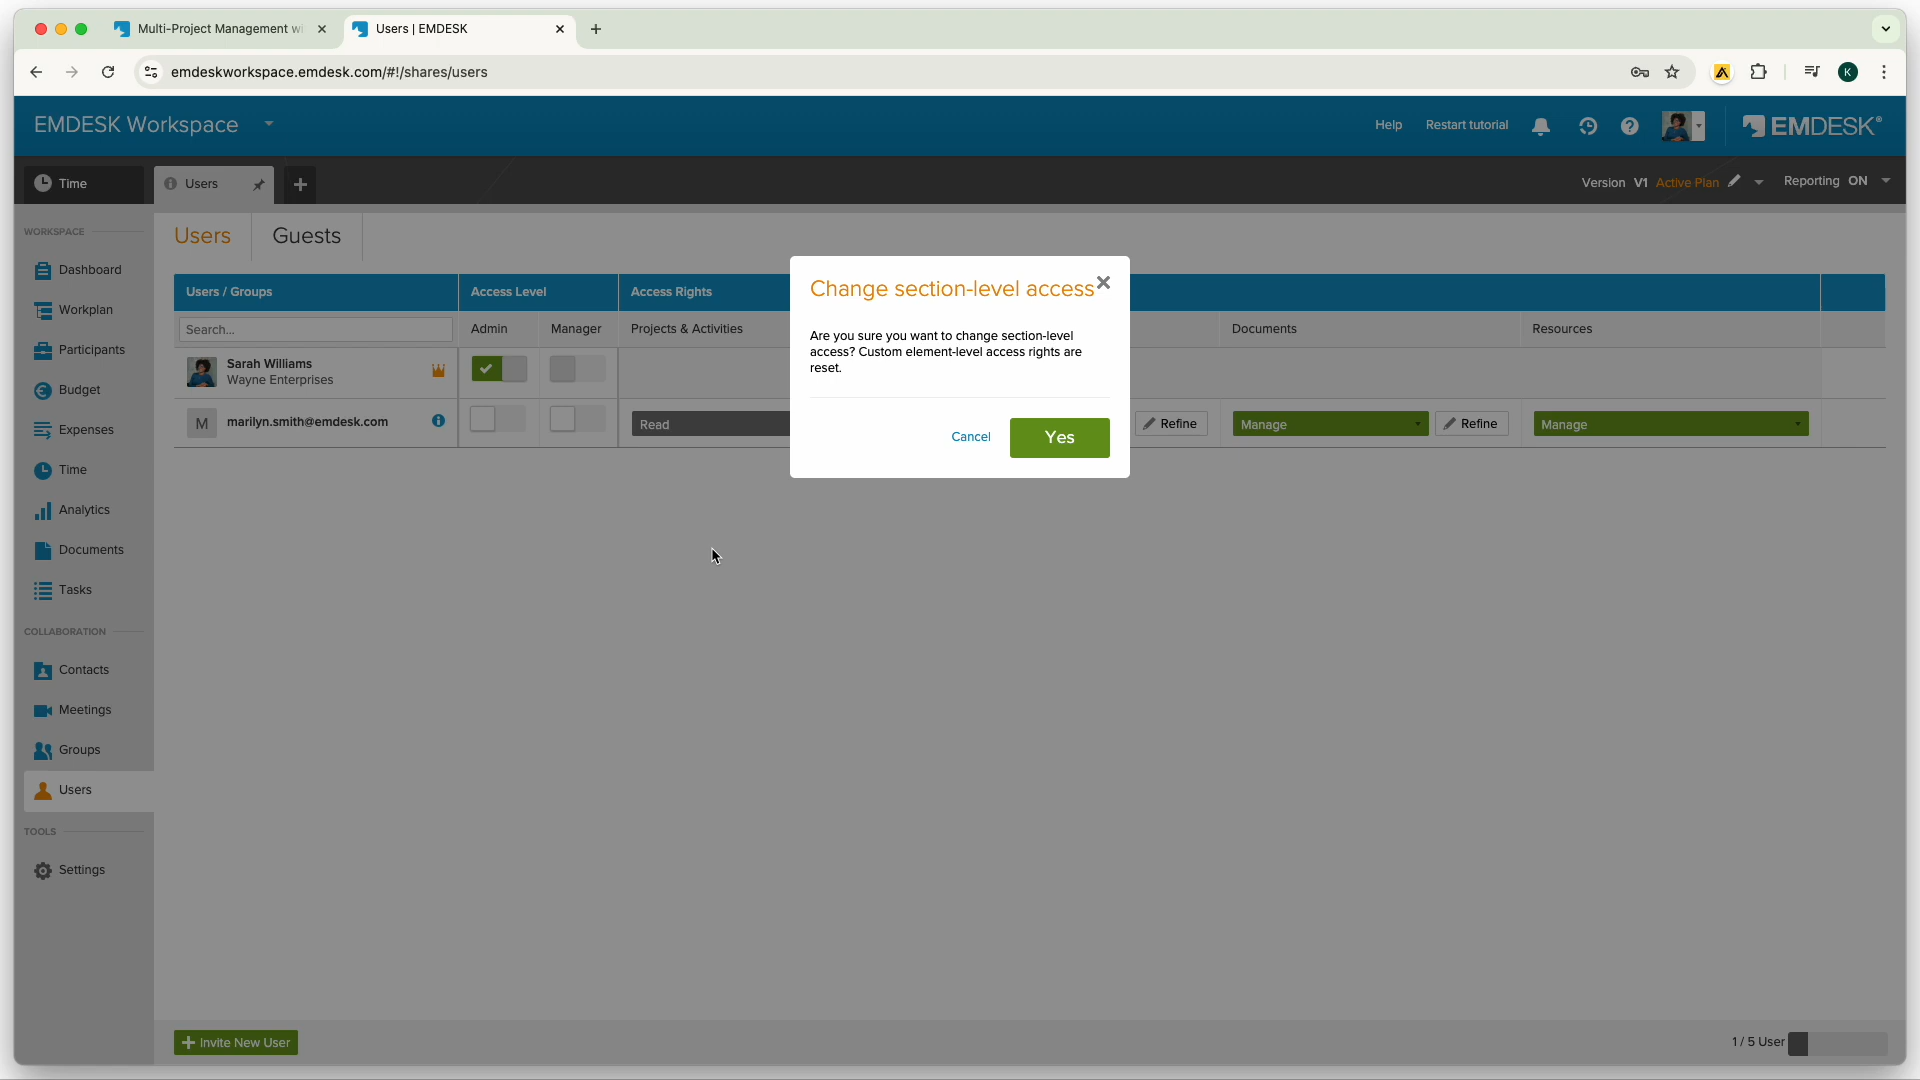 Multi-Project Management wi
Users | EMDESK
emdeskworkspace.emdesk.com/#!/shares/users
K
EMDESK Workspace
Help
Restart tutorial
EMDESK®
Time
Users
Version V1 Active Plan
Reporting ON
WORKSPACE
Dashboard
Workplan
Participants
Budget
Expenses
Time
Analytics
Documents
Tasks
COLLABORATION
Contacts
Meetings
Groups
Users
TOOLS
Settings
Users
Guests
Users / Groups
Access Level
Access Rights
Search...
Admin
Manager
Projects & Activities
Documents
Resources
Sarah Williams
Wayne Enterprises
M
marilyn.smith@emdesk.com
Read
Refine
Manage
Refine
Manage
Change section-level access
Are you sure you want to change section-level
access? Custom element-level access rights are
reset.
Cancel
Yes
Invite New User
1 / 5 User